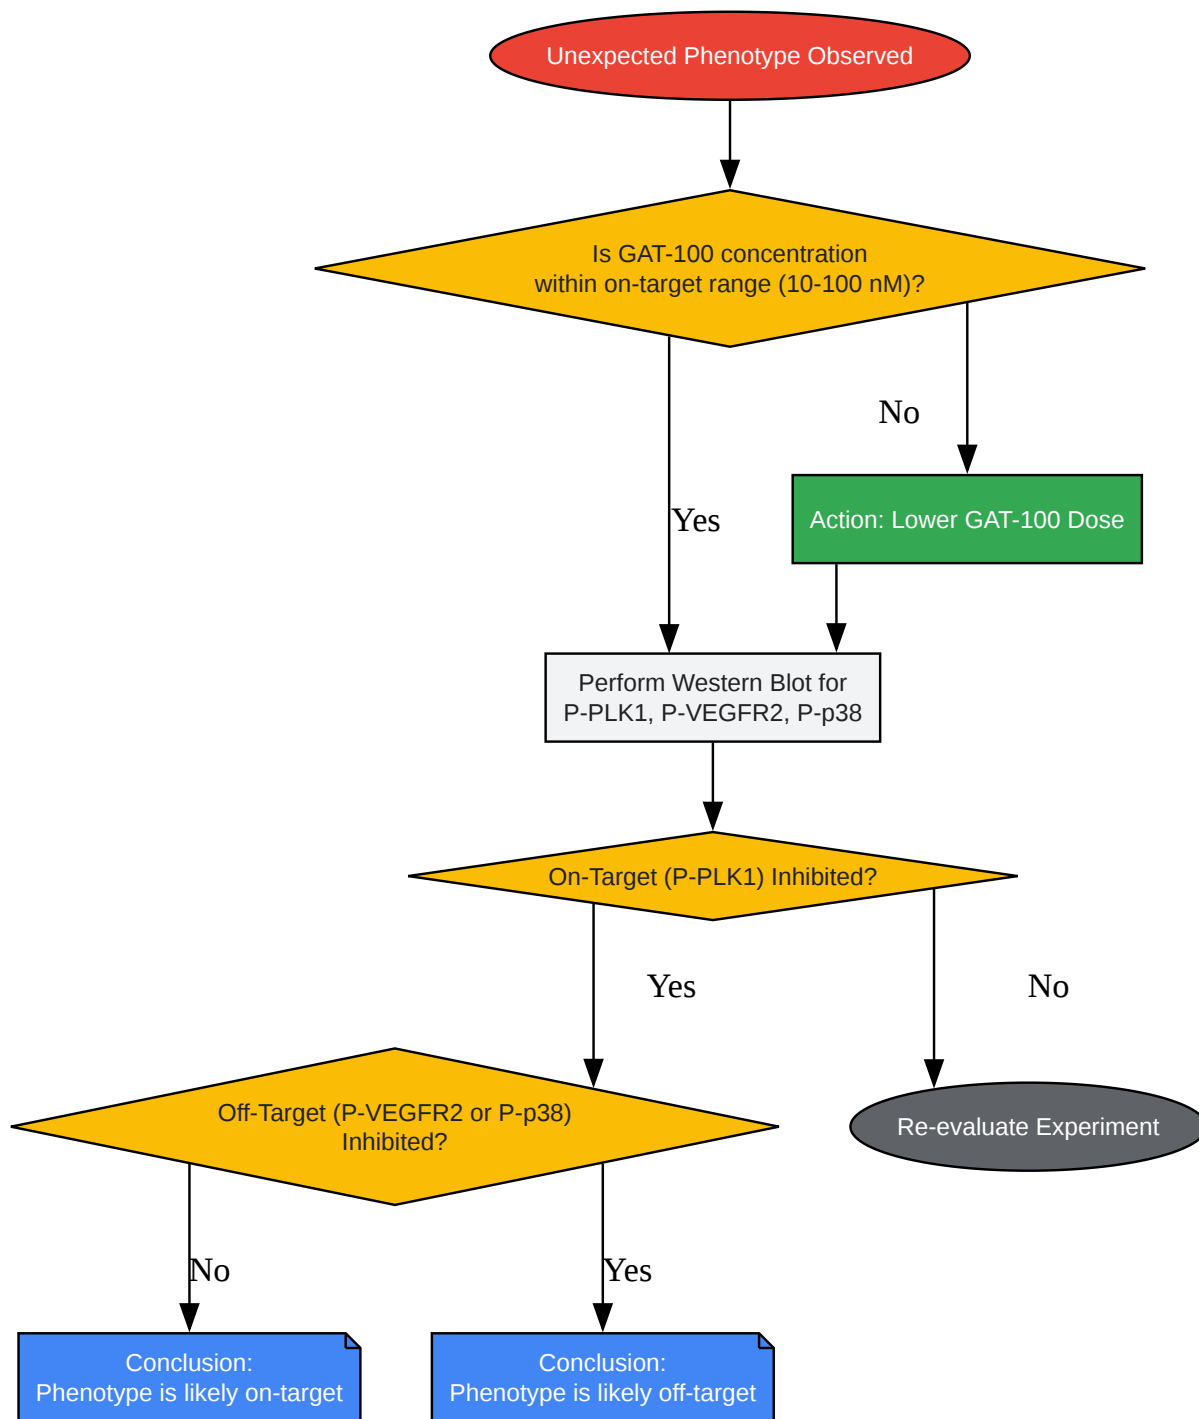 Unexpected Phenotype Observed
Is GAT-100 concentration
within on-target range (10-100 nM)?
No
Yes
Action: Lower GAT-100 Dose
Perform Western Blot for
P-PLK1, P-VEGFR2, P-p38
On-Target (P-PLK1) Inhibited?
Yes
No
Off-Target (P-VEGFR2 or P-p38)
Inhibited?
Re-evaluate Experiment
No
Yes
Conclusion:
Phenotype is likely on-target
Conclusion:
Phenotype is likely off-target